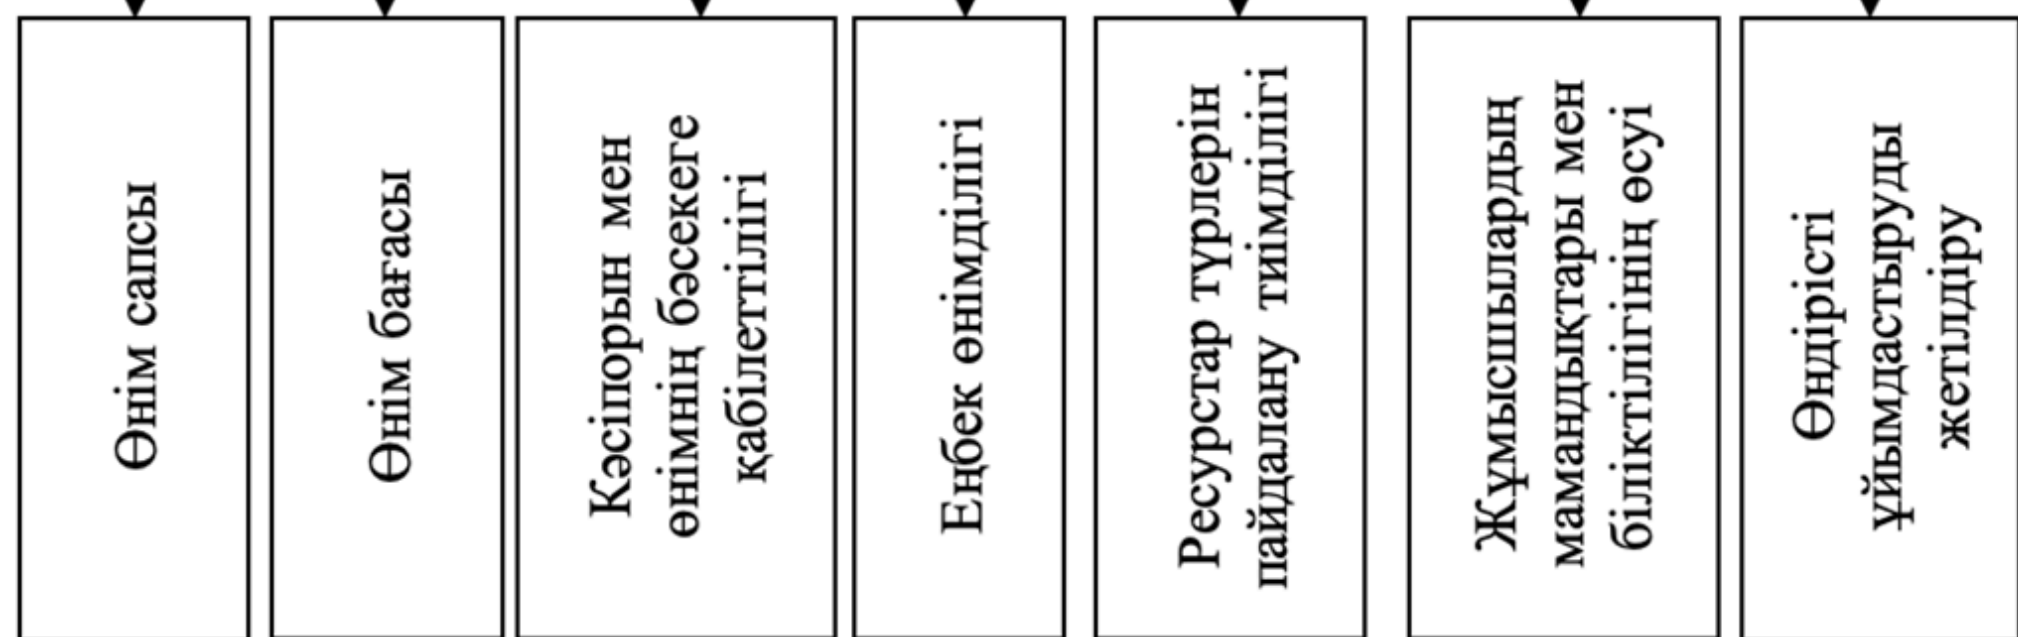 Өнім сапсы
Өнім бағасы
Кәсіпорын мен
өнімнің бәсекеге
қабілеттілігі
Еңбек өнімділігі
Ресурстар түрлерін
пайдалану тиімділігі
Жұмысшылардың
мамандықтары мен
біліктілігінің өсуі
Өндірісті
ұйымдастыруды
жетілдіру